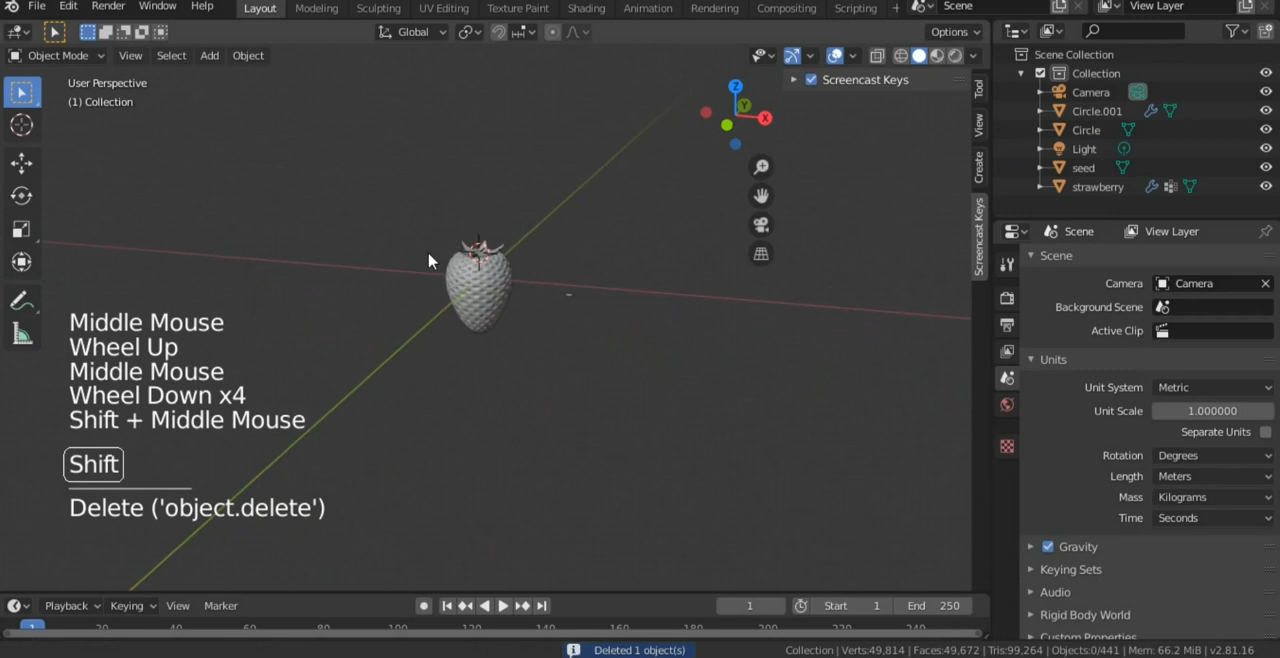 File Edit Render Window Help Layout Modeling Sculpting UV Editing Texture Paint Shading Animation Rendering Compositing Scripting + Scene View Layer
Global Options
Object Mode View Select Add Object
User Perspective
(1) Collection
Screencast Keys
Z
Y
X
Tool
View
Create
Screencast Keys
Middle Mouse
Wheel Up
Middle Mouse
Wheel Down x4
Shift + Middle Mouse
Shift
Delete ('object.delete')
Scene Collection
Collection
Camera
Circle.001
Circle
Light
seed
strawberry
Scene View Layer
Scene
Camera Camera
Background Scene
Active Clip
Units
Unit System Metric
Unit Scale 1.000000
Separate Units
Rotation Degrees
Length Meters
Mass Kilograms
Time Seconds
Gravity
Keying Sets
Audio
Rigid Body World
Custom Properties
Playback Keying View Marker 1 Start 1 End 250
1 20 40 60 80 100 120 140 160 180 200 220 240
Deleted 1 object(s) Collection | Verts:49,814 | Faces:49,672 | Tris:99,264 | Objects:0/441 | Mem: 66.2 MiB | v2.81.16